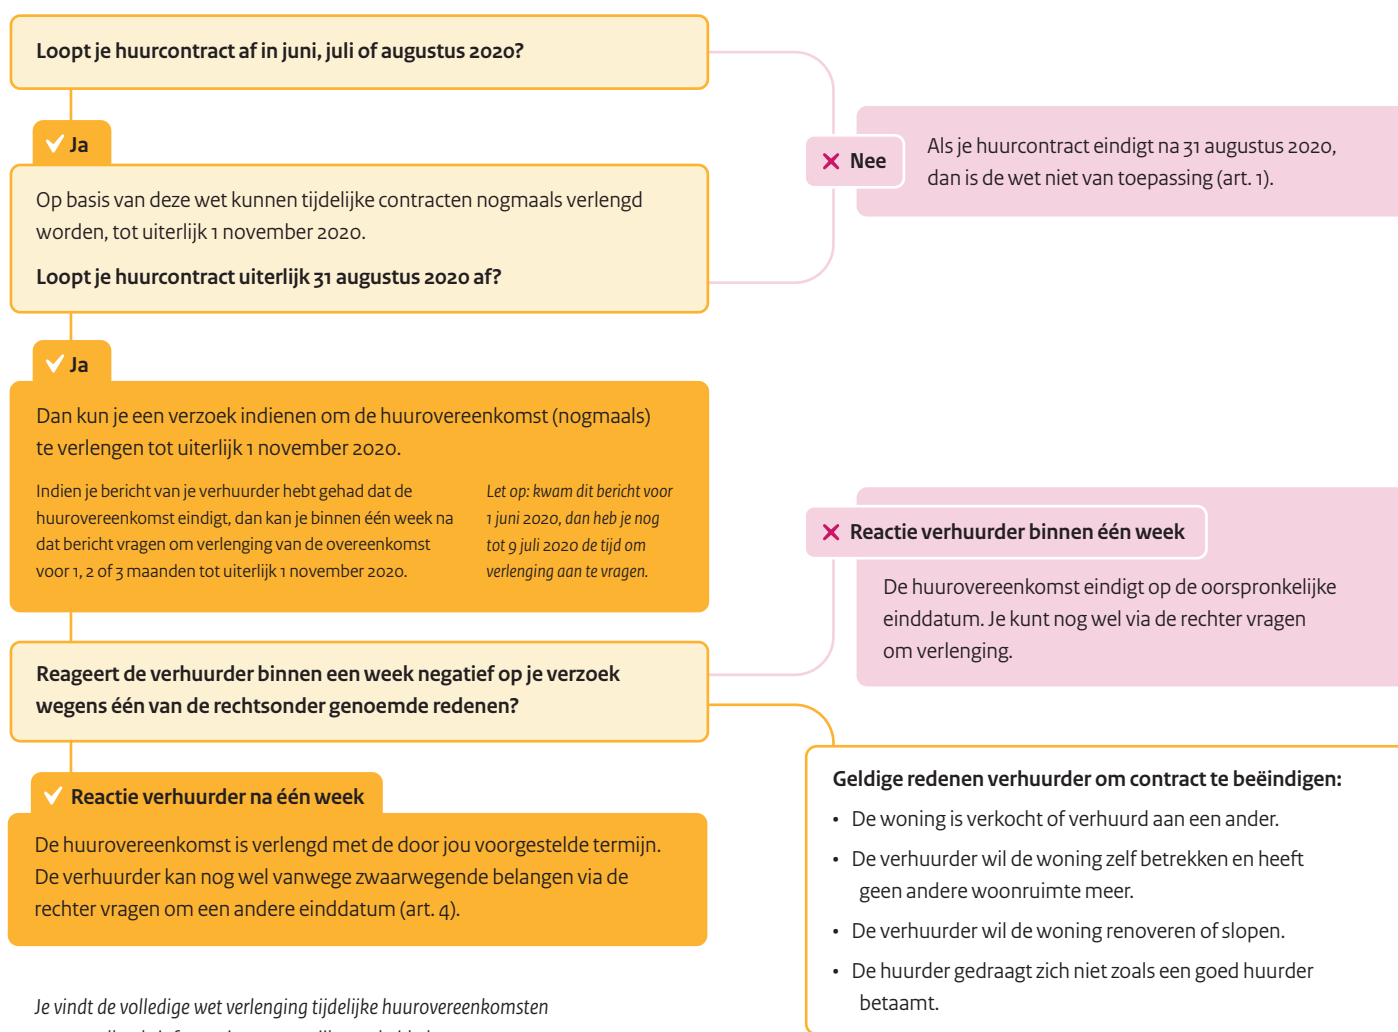 Loopt je huurcontract af in juni, juli of augustus 2020?
Ja
Op basis van deze wet kunnen tijdelijke contracten nogmaals verlengd
worden, tot uiterlijk 1 november 2020.
Loopt je huurcontract uiterlijk 31 augustus 2020 af?
Nee
Als je huurcontract eindigt na 31 augustus 2020,
dan is de wet niet van toepassing (art. 1).
Ja
Dan kun je een verzoek indienen om de huurovereenkomst (nogmaals)
te verlengen tot uiterlijk 1 november 2020.
Indien je bericht van je verhuurder hebt gehad dat de
huurovereenkomst eindigt, dan kan je binnen één week na
dat bericht vragen om verlenging van de overeenkomst
voor 1, 2 of 3 maanden tot uiterlijk 1 november 2020.
Let op: kwam dit bericht voor
1 juni 2020, dan heb je nog
tot 9 juli 2020 de tijd om
verlenging aan te vragen.
Reactie verhuurder binnen één week
De huurovereenkomst eindigt op de oorspronkelijke
einddatum. Je kunt nog wel via de rechter vragen
om verlenging.
Reageert de verhuurder binnen een week negatief op je verzoek
wegens één van de rechtsonder genoemde redenen?
Reactie verhuurder na één week
De huurovereenkomst is verlengd met de door jou voorgestelde termijn.
De verhuurder kan nog wel vanwege zwaarwegende belangen via de
rechter vragen om een andere einddatum (art. 4).
Geldige redenen verhuurder om contract te beëindigen:
• De woning is verkocht of verhuurd aan een ander.
• De verhuurder wil de woning zelf betrekken en heeft
geen andere woonruimte meer.
• De verhuurder wil de woning renoveren of slopen.
• De huurder gedraagt zich niet zoals een goed huurder
betaamt.
Je vindt de volledige wet verlenging tijdelijke huurovereenkomsten